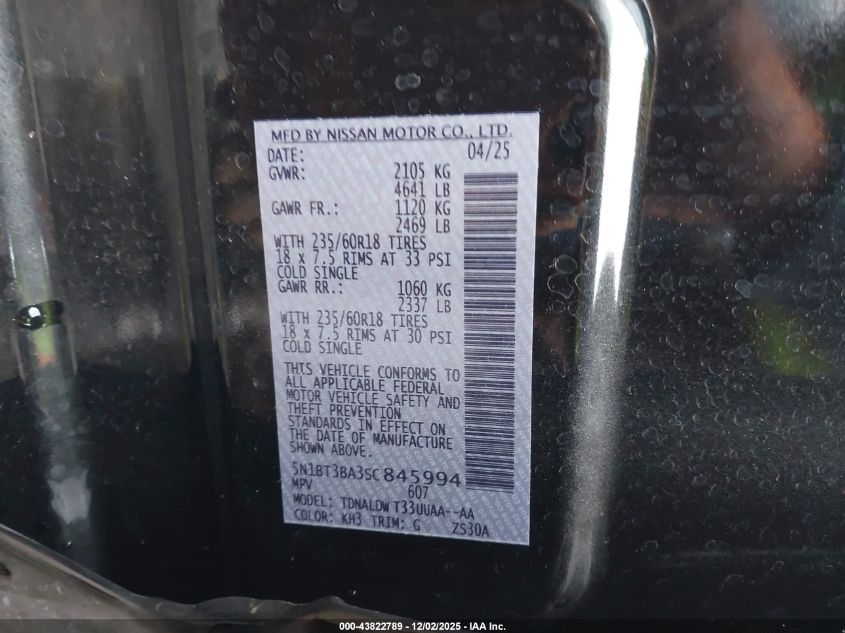 MFD BY NISSAN MOTOR CO., LTD.
DATE: 04/25
GVWR: 2105 KG
4641 LB
GAWR FR.: 1120 KG
2469 LB
WITH 235/60R18 TIRES
18 x 7.5 RIMS AT 33 PSI
COLD SINGLE
GAWR RR.: 1060 KG
2337 LB
WITH 235/60R18 TIRES
18 x 7.5 RIMS AT 30 PSI
COLD SINGLE
THIS VEHICLE CONFORMS TO
ALL APPLICABLE FEDERAL
MOTOR VEHICLE SAFETY AND
THEFT PREVENTION
STANDARDS IN EFFECT ON
THE DATE OF MANUFACTURE
SHOWN ABOVE.
5N1BT3BA3SC845994
MPV 607
MODEL: TDNALDW T33UUAA--AA
COLOR: KH3 TRIM: G ZS30A
000-43822789 - 12/02/2025 - IAA Inc.